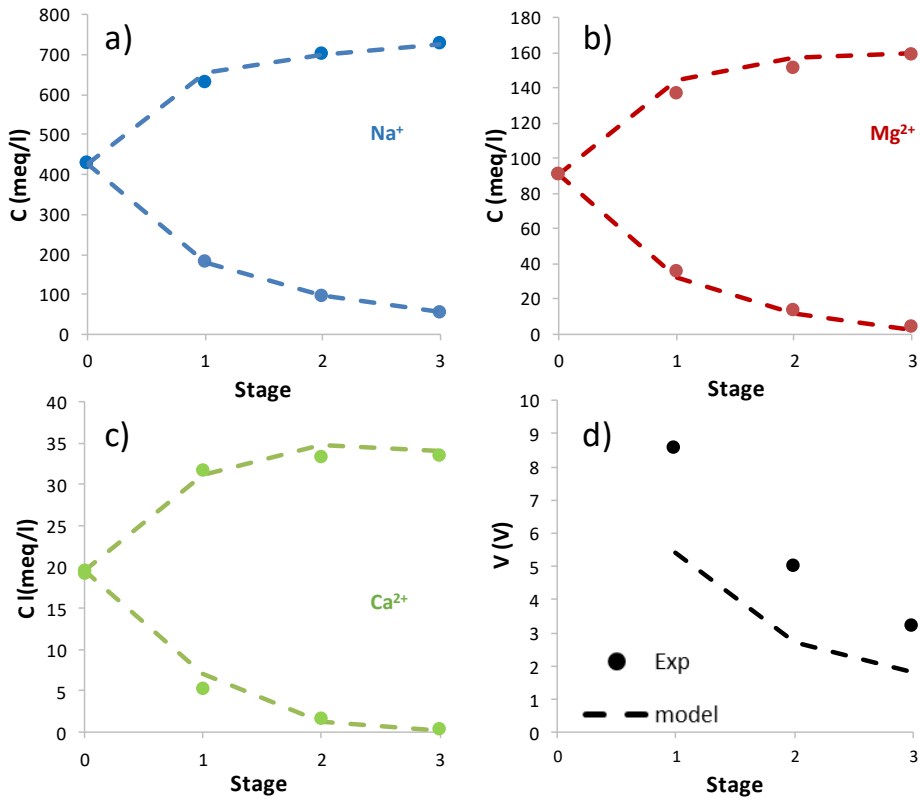 a)
800
700
600
500
400
300
200
100
0
C (meq/l)
Na⁺
0 1 2 3
Stage
b)
180
160
140
120
100
80
60
40
20
0
C (meq/l)
Mg²⁺
0 1 2 3
Stage
c)
40
35
30
25
20
15
10
5
0
C l(meq/l)
Ca²⁺
0 1 2 3
Stage
d)
10
9
8
7
6
5
4
3
2
1
0
V (V)
Exp
model
0 1 2 3
Stage